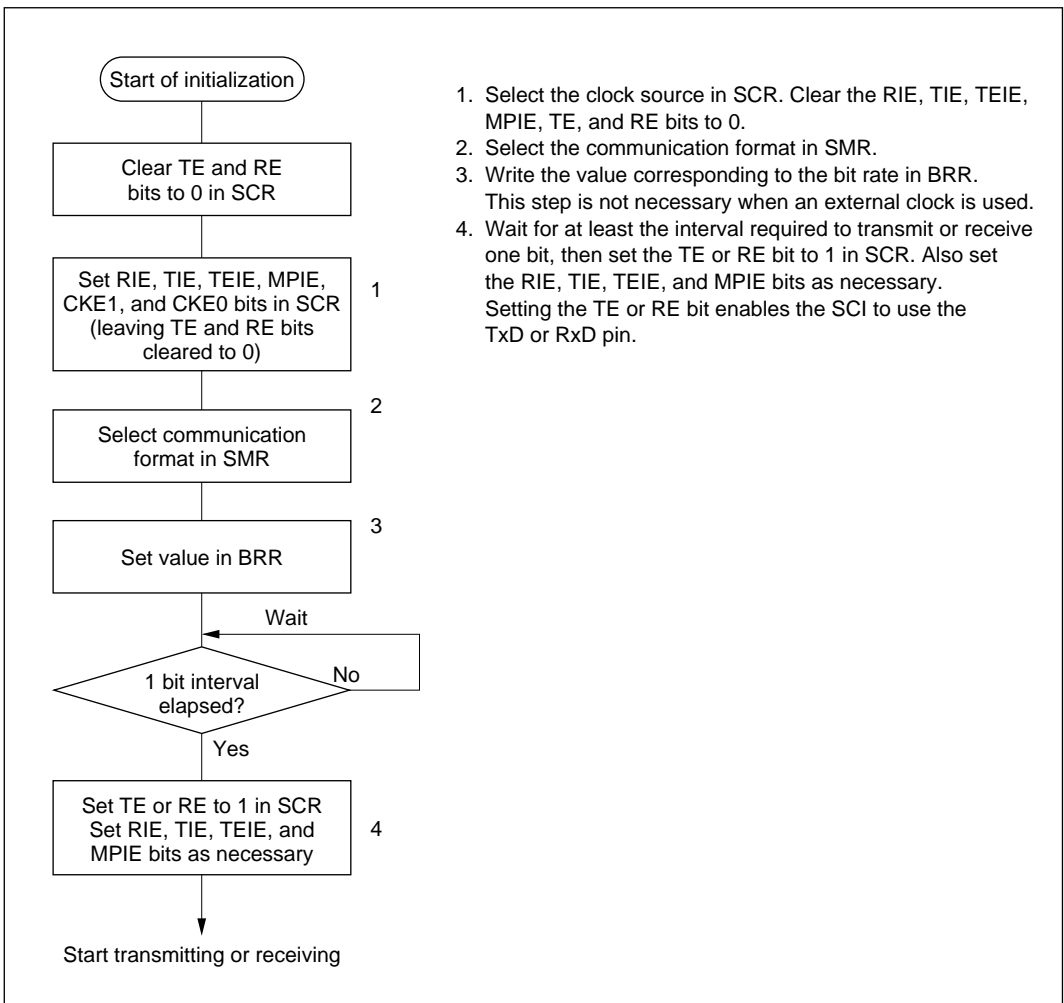 Start of initialization
Clear TE and RE
bits to 0 in SCR
Set RIE, TIE, TEIE, MPIE,
CKE1, and CKE0 bits in SCR
(leaving TE and RE bits
cleared to 0)
1
2
Select communication
format in SMR
3
Set value in BRR
Wait
No
1 bit interval
elapsed?
Yes
Set TE or RE to 1 in SCR
Set RIE, TIE, TEIE, and
MPIE bits as necessary
4
Start transmitting or receiving
1. Select the clock source in SCR. Clear the RIE, TIE, TEIE,
MPIE, TE, and RE bits to 0.
2. Select the communication format in SMR.
3. Write the value corresponding to the bit rate in BRR.
This step is not necessary when an external clock is used.
4. Wait for at least the interval required to transmit or receive
one bit, then set the TE or RE bit to 1 in SCR. Also set
the RIE, TIE, TEIE, and MPIE bits as necessary.
Setting the TE or RE bit enables the SCI to use the
TxD or RxD pin.